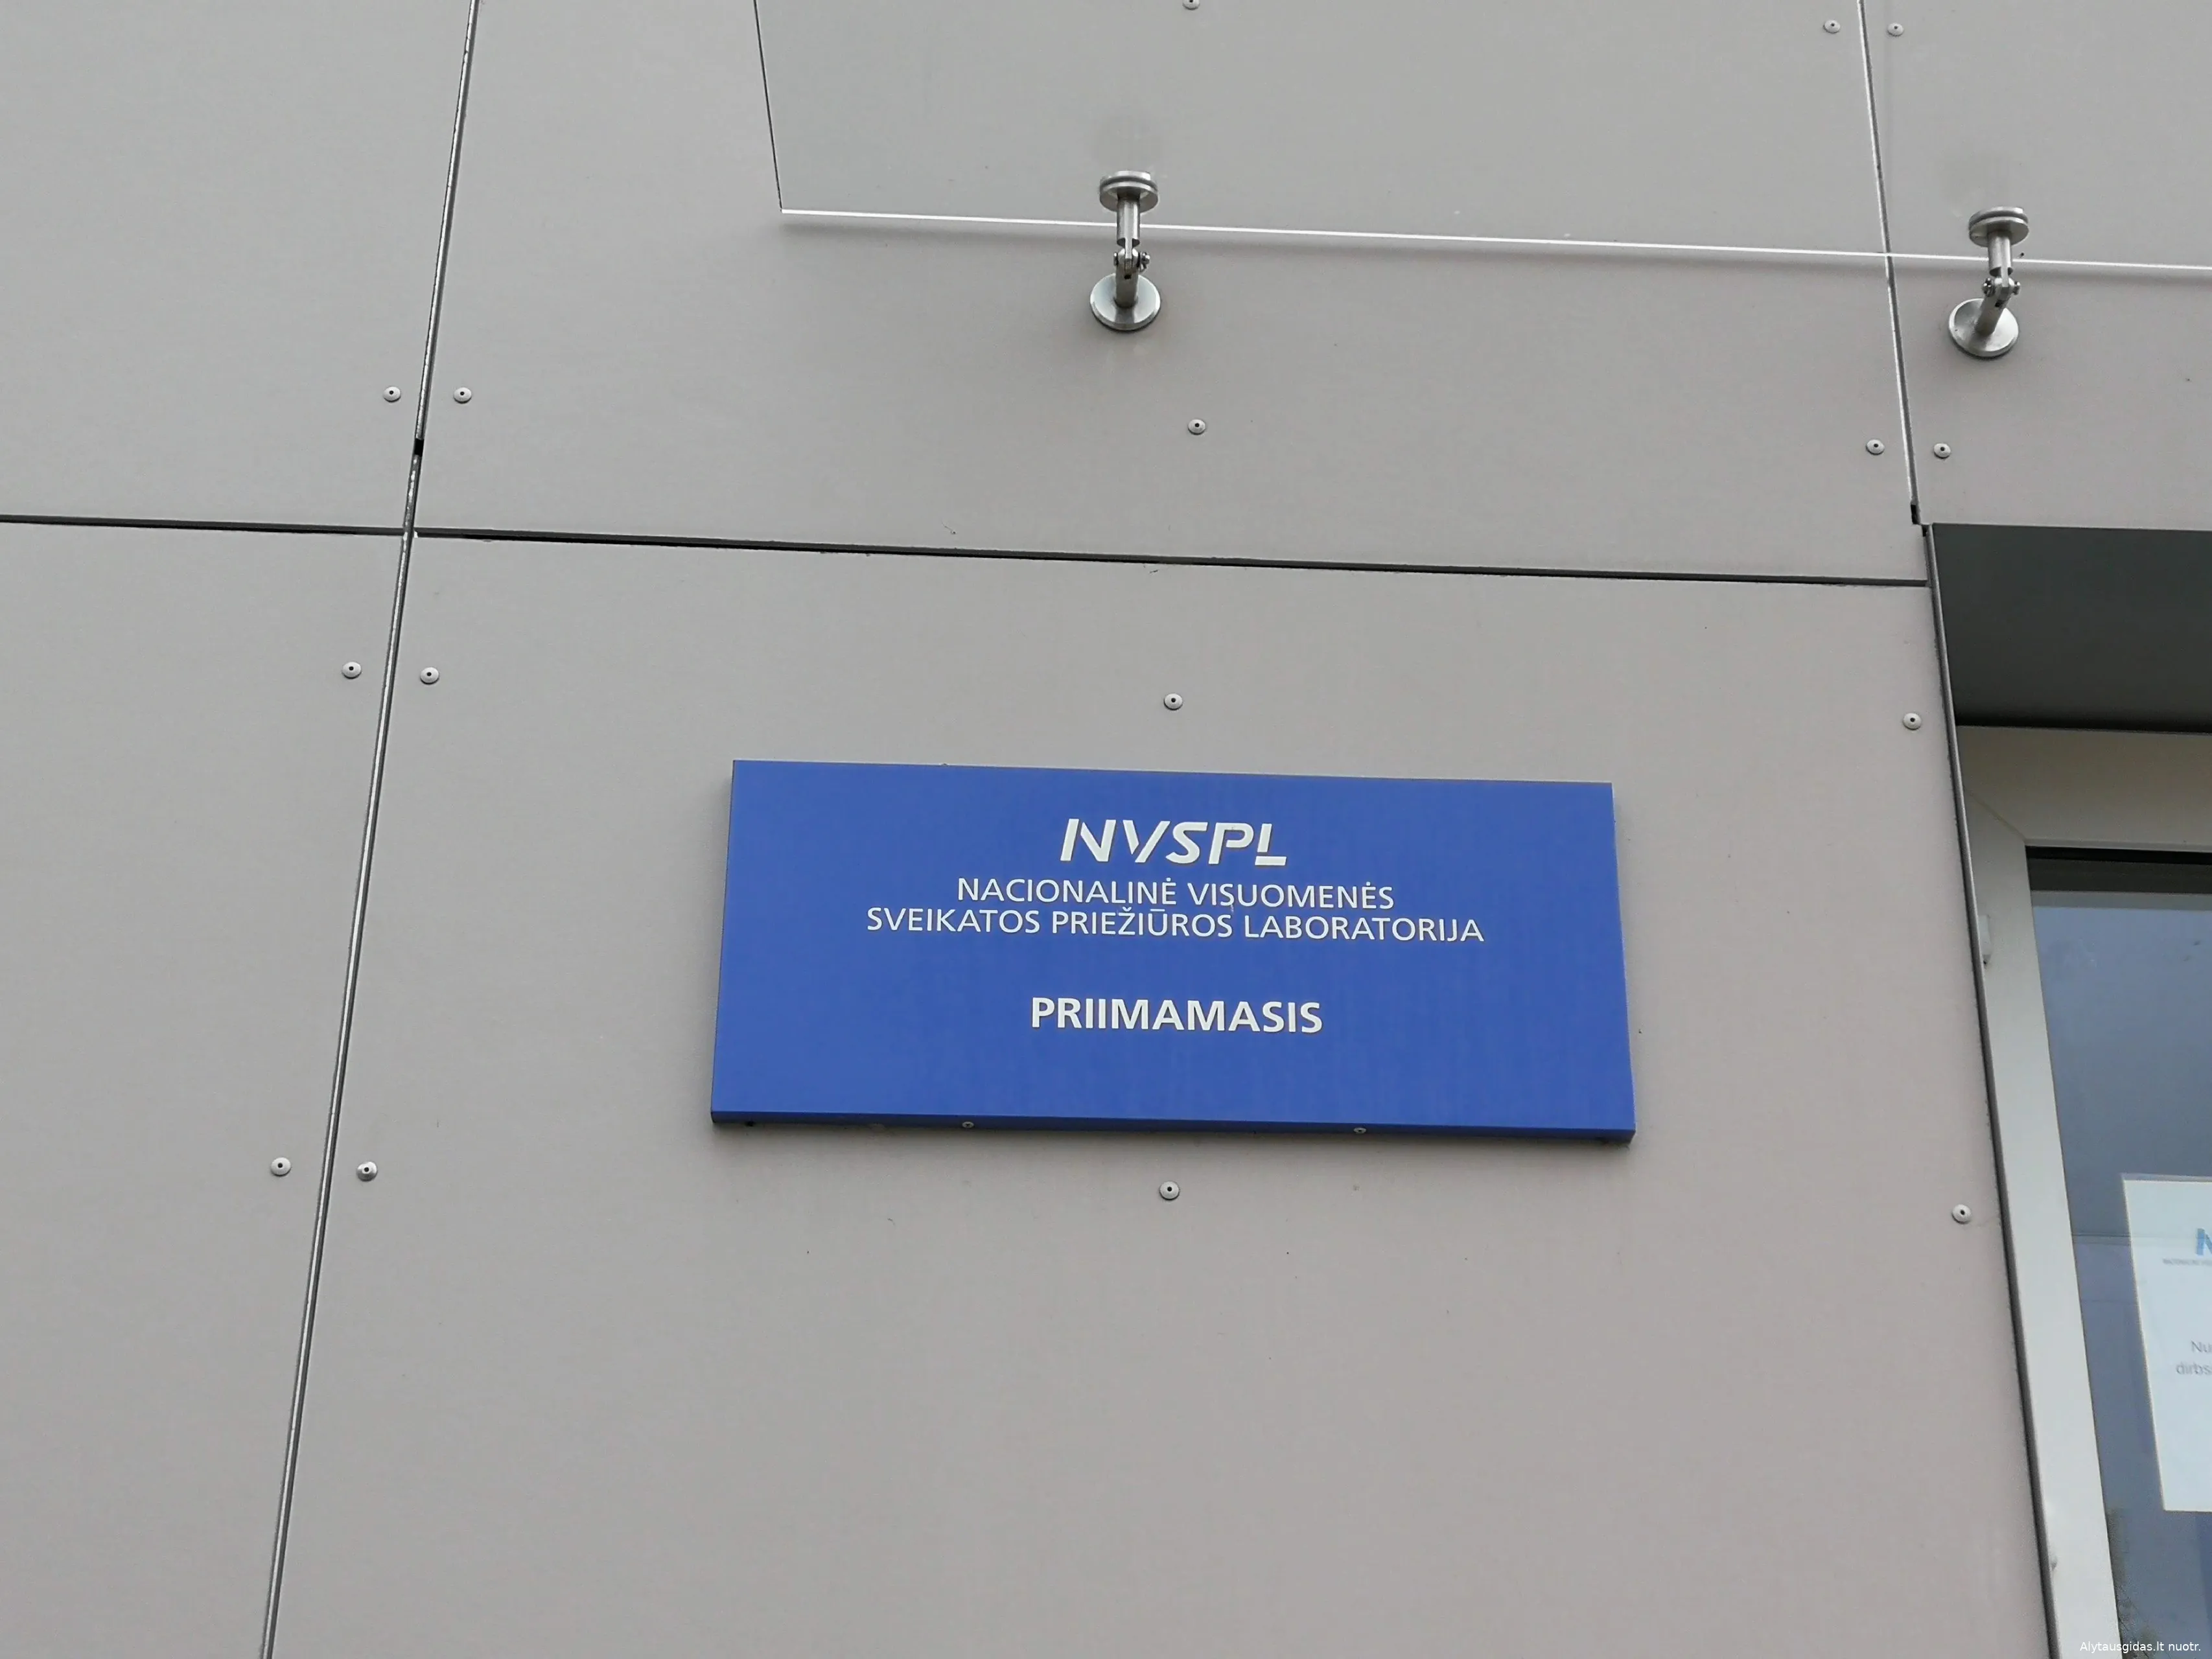 NVSPL
NACIONALINĖ VISUOMENĖS
SVEIKATOS PRIEŽIŪROS LABORATORIJA
PRIIMAMASIS
Alytausgidas.lt nuotr.